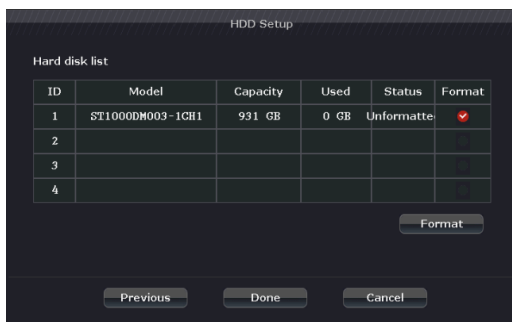 HDD Setup
Hard disk list
ID Model Capacity Used Status Format
1 ST1000DM003-1CH1 931 GB 0 GB Unformatte
2
3
4
Format
Previous Done Cancel